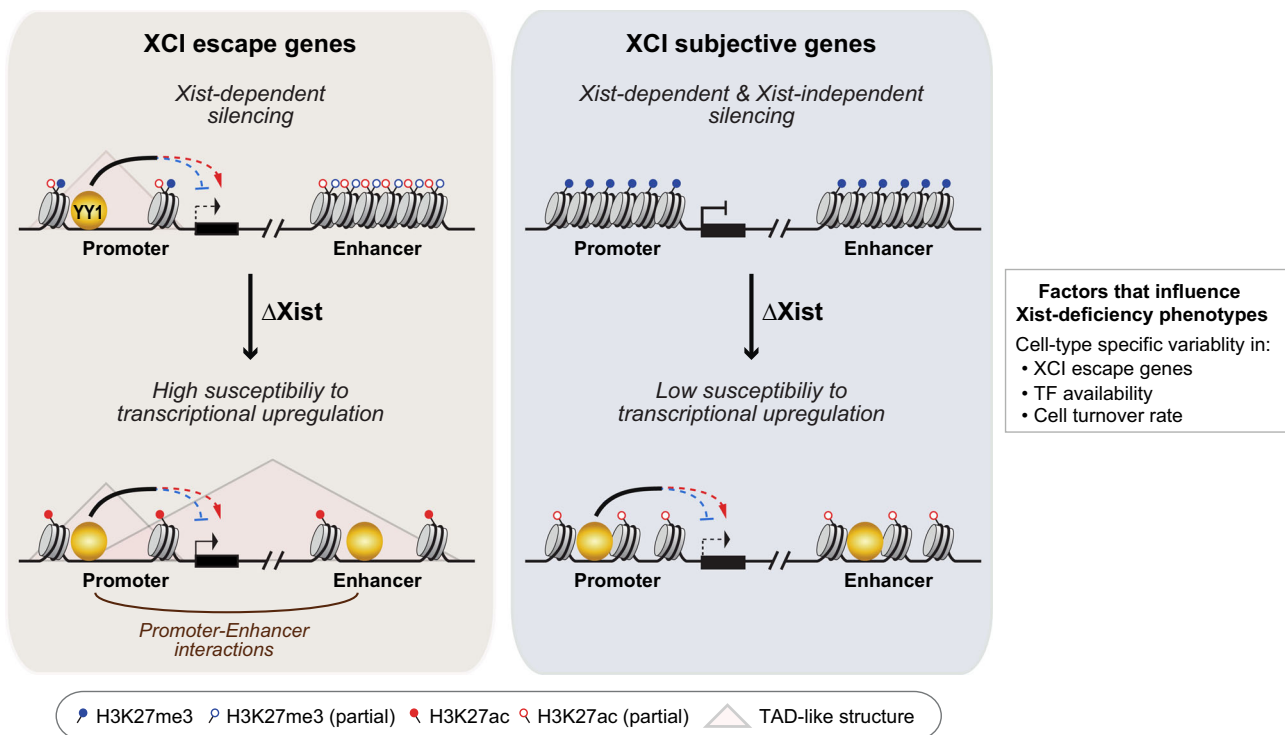 XCI escape genes
Xist-dependent
silencing
YY1
Promoter
Enhancer
ΔXist
High susceptibiliy to
transcriptional upregulation
Promoter
Enhancer
Promoter-Enhancer
interactions
XCI subjective genes
Xist-dependent & Xist-independent
silencing
Promoter
Enhancer
ΔXist
Low susceptibiliy to
transcriptional upregulation
Promoter
Enhancer
Factors that influence
Xist-deficiency phenotypes
Cell-type specific variablity in:
• XCI escape genes
• TF availability
• Cell turnover rate
H3K27me3 H3K27me3 (partial) H3K27ac H3K27ac (partial) TAD-like structure